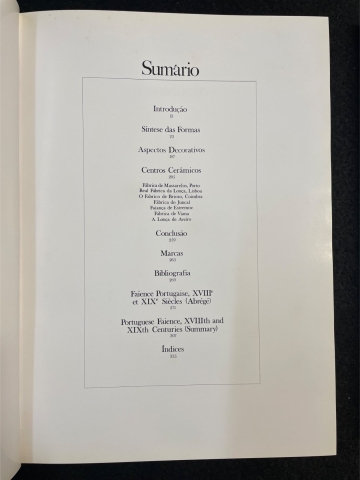 Sumário
Introdução
Síntese das Formas
Aspectos Decorativos
Centros Cerâmicos
Fábrica de Massarelos, Porto
Real Fábrica da Louça, Lisboa
O Fabrico de Brioso, Coimbra
Fábrica do Juncal
Faiança de Estremoz
Fábrica de Viana
A Louça de Aveiro
Conclusão
Marcas
Bibliografia
Faïence Portugaise, XVIIIᵉ
et XIXᵉ Siècles (Abrégé)
Portuguese Faience, XVIIIth and
XIXth Centuries (Summary)
Índices